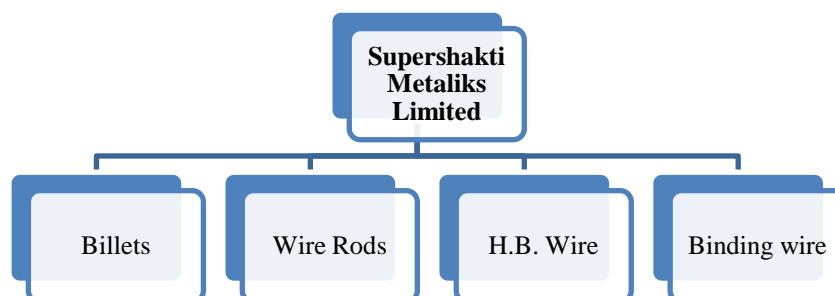 Supershakti
Metaliks
Limited
Billets
Wire Rods
H.B. Wire
Binding wire